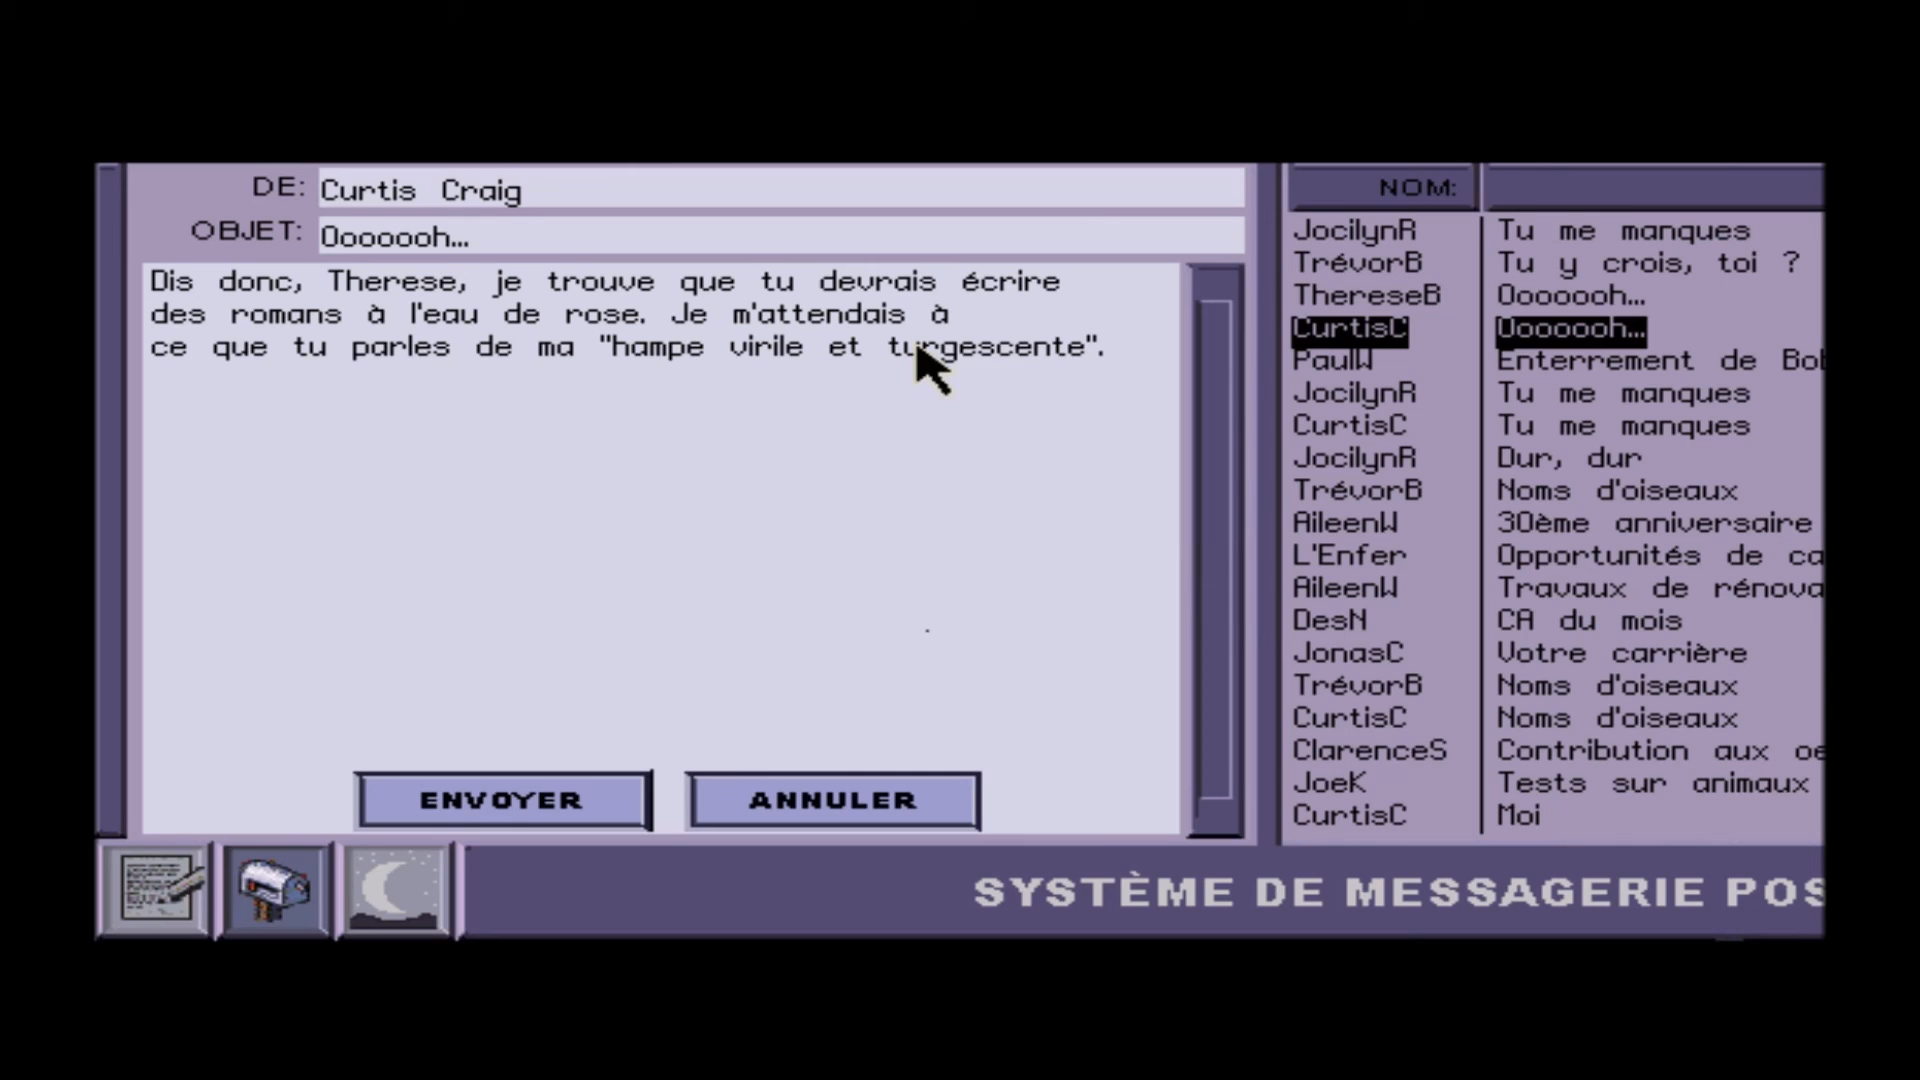 DE: Curtis Craig
OBJET: Ooooooh...
Dis donc, Therese, je trouve que tu devrais écrire
des romans à l'eau de rose. Je m'attendais à
ce que tu parles de ma "hampe virile et turgescente".
ENVOYER ANNULER
NOM:
JocilynR Tu me manques
TrévorB Tu y crois, toi ?
ThereseB Ooooooh...
CurtisC Ooooooh...
PaulW Enterrement de Bob
JocilynR Tu me manques
CurtisC Tu me manques
JocilynR Dur, dur
TrévorB Noms d'oiseaux
AileenW 30ème anniversaire
L'Enfer Opportunités de ca
AileenW Travaux de rénova
DesN CA du mois
JonasC Votre carrière
TrévorB Noms d'oiseaux
CurtisC Noms d'oiseaux
ClarenceS Contribution aux oe
JoeK Tests sur animaux
CurtisC Moi
SYSTÈME DE MESSAGERIE POS